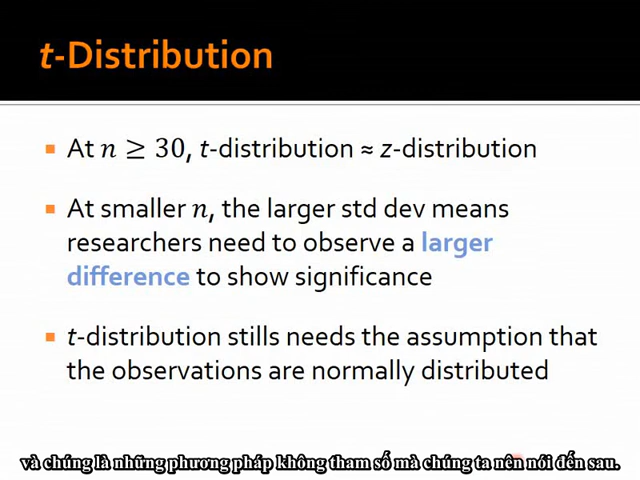 t-Distribution
At n ≥ 30, t-distribution ≈ z-distribution
At smaller n, the larger std dev means
researchers need to observe a larger
difference to show significance
t-distribution stills needs the assumption that
the observations are normally distributed
và chúng là những phương pháp không tham số mà chúng ta nên nói đến sau.